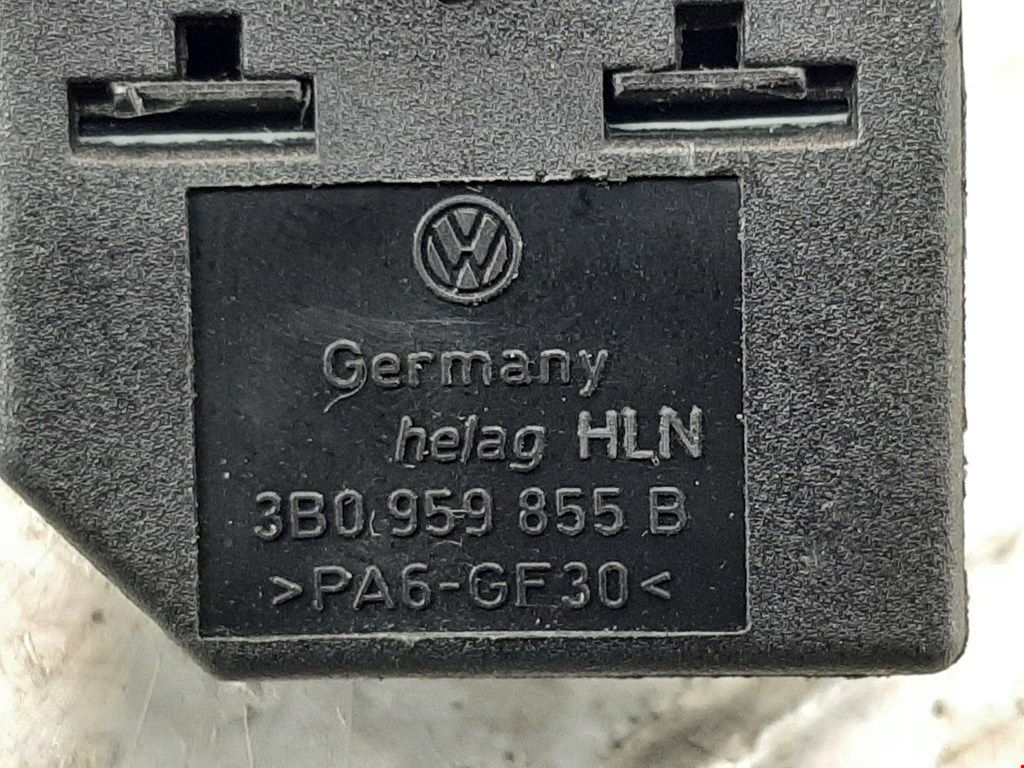 Germany
helag HLN
3B0 959 855 B
>PA6-GF30<